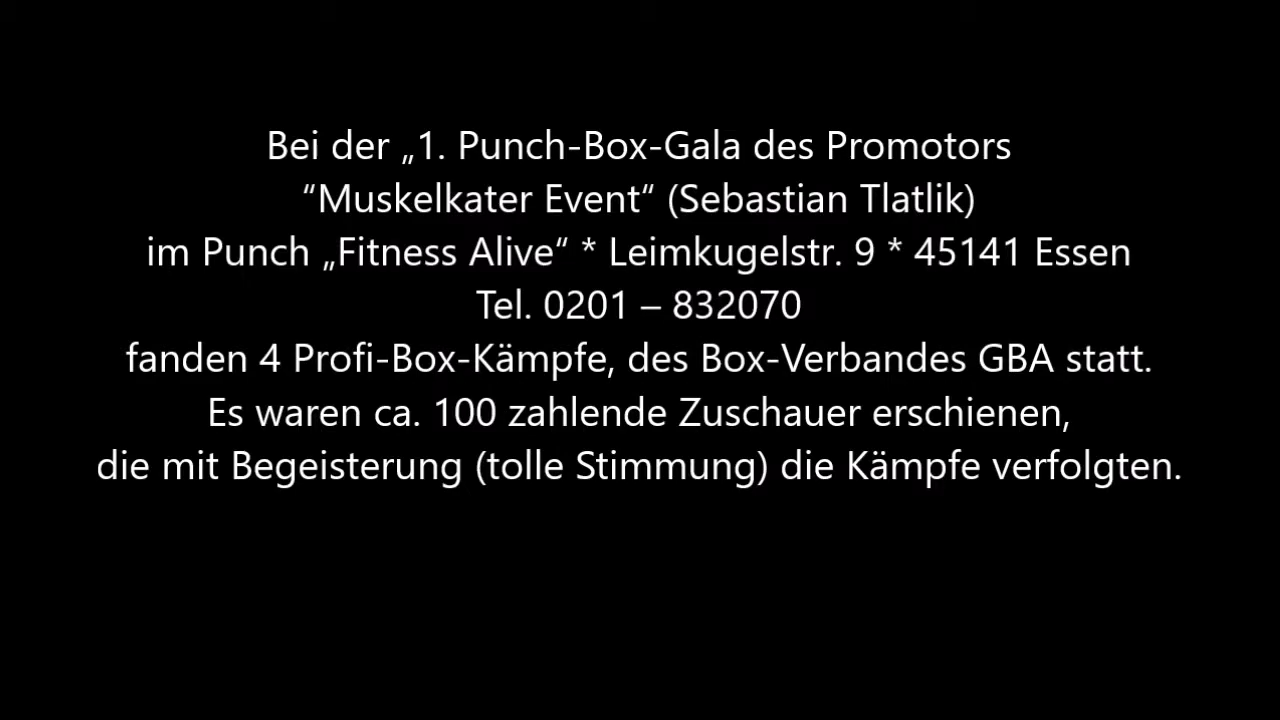 Bei der „1. Punch-Box-Gala des Promotors
“Muskelkater Event“ (Sebastian Tlatlik)
im Punch „Fitness Alive“ * Leimkugelstr. 9 * 45141 Essen
Tel. 0201 – 832070
fanden 4 Profi-Box-Kämpfe, des Box-Verbandes GBA statt.
Es waren ca. 100 zahlende Zuschauer erschienen,
die mit Begeisterung (tolle Stimmung) die Kämpfe verfolgten.